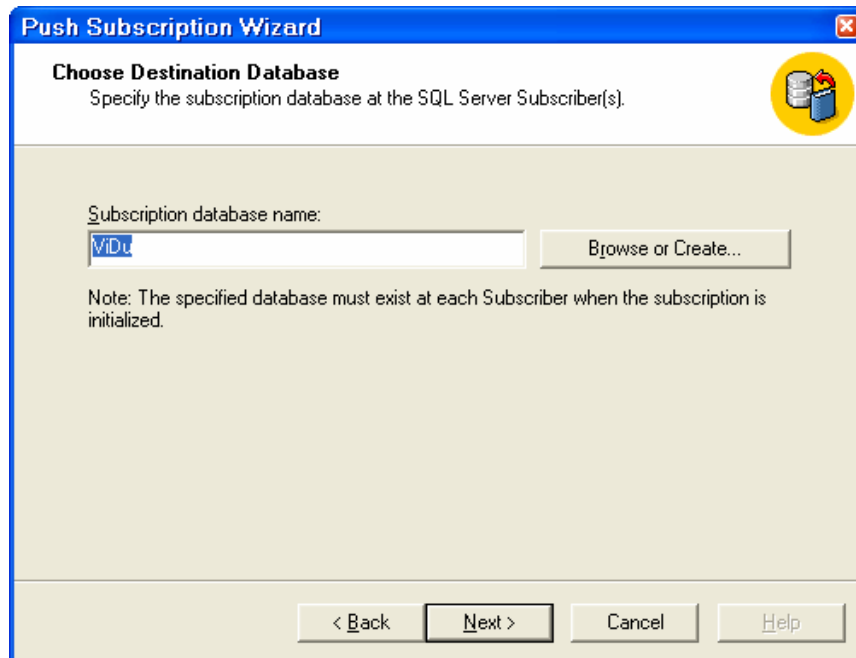 Push Subscription Wizard
Choose Destination Database
Specify the subscription database at the SQL Server Subscriber(s).
Subscription database name:
ViDu
Browse or Create...
Note: The specified database must exist at each Subscriber when the subscription is
initialized.
< Back
Next >
Cancel
Help